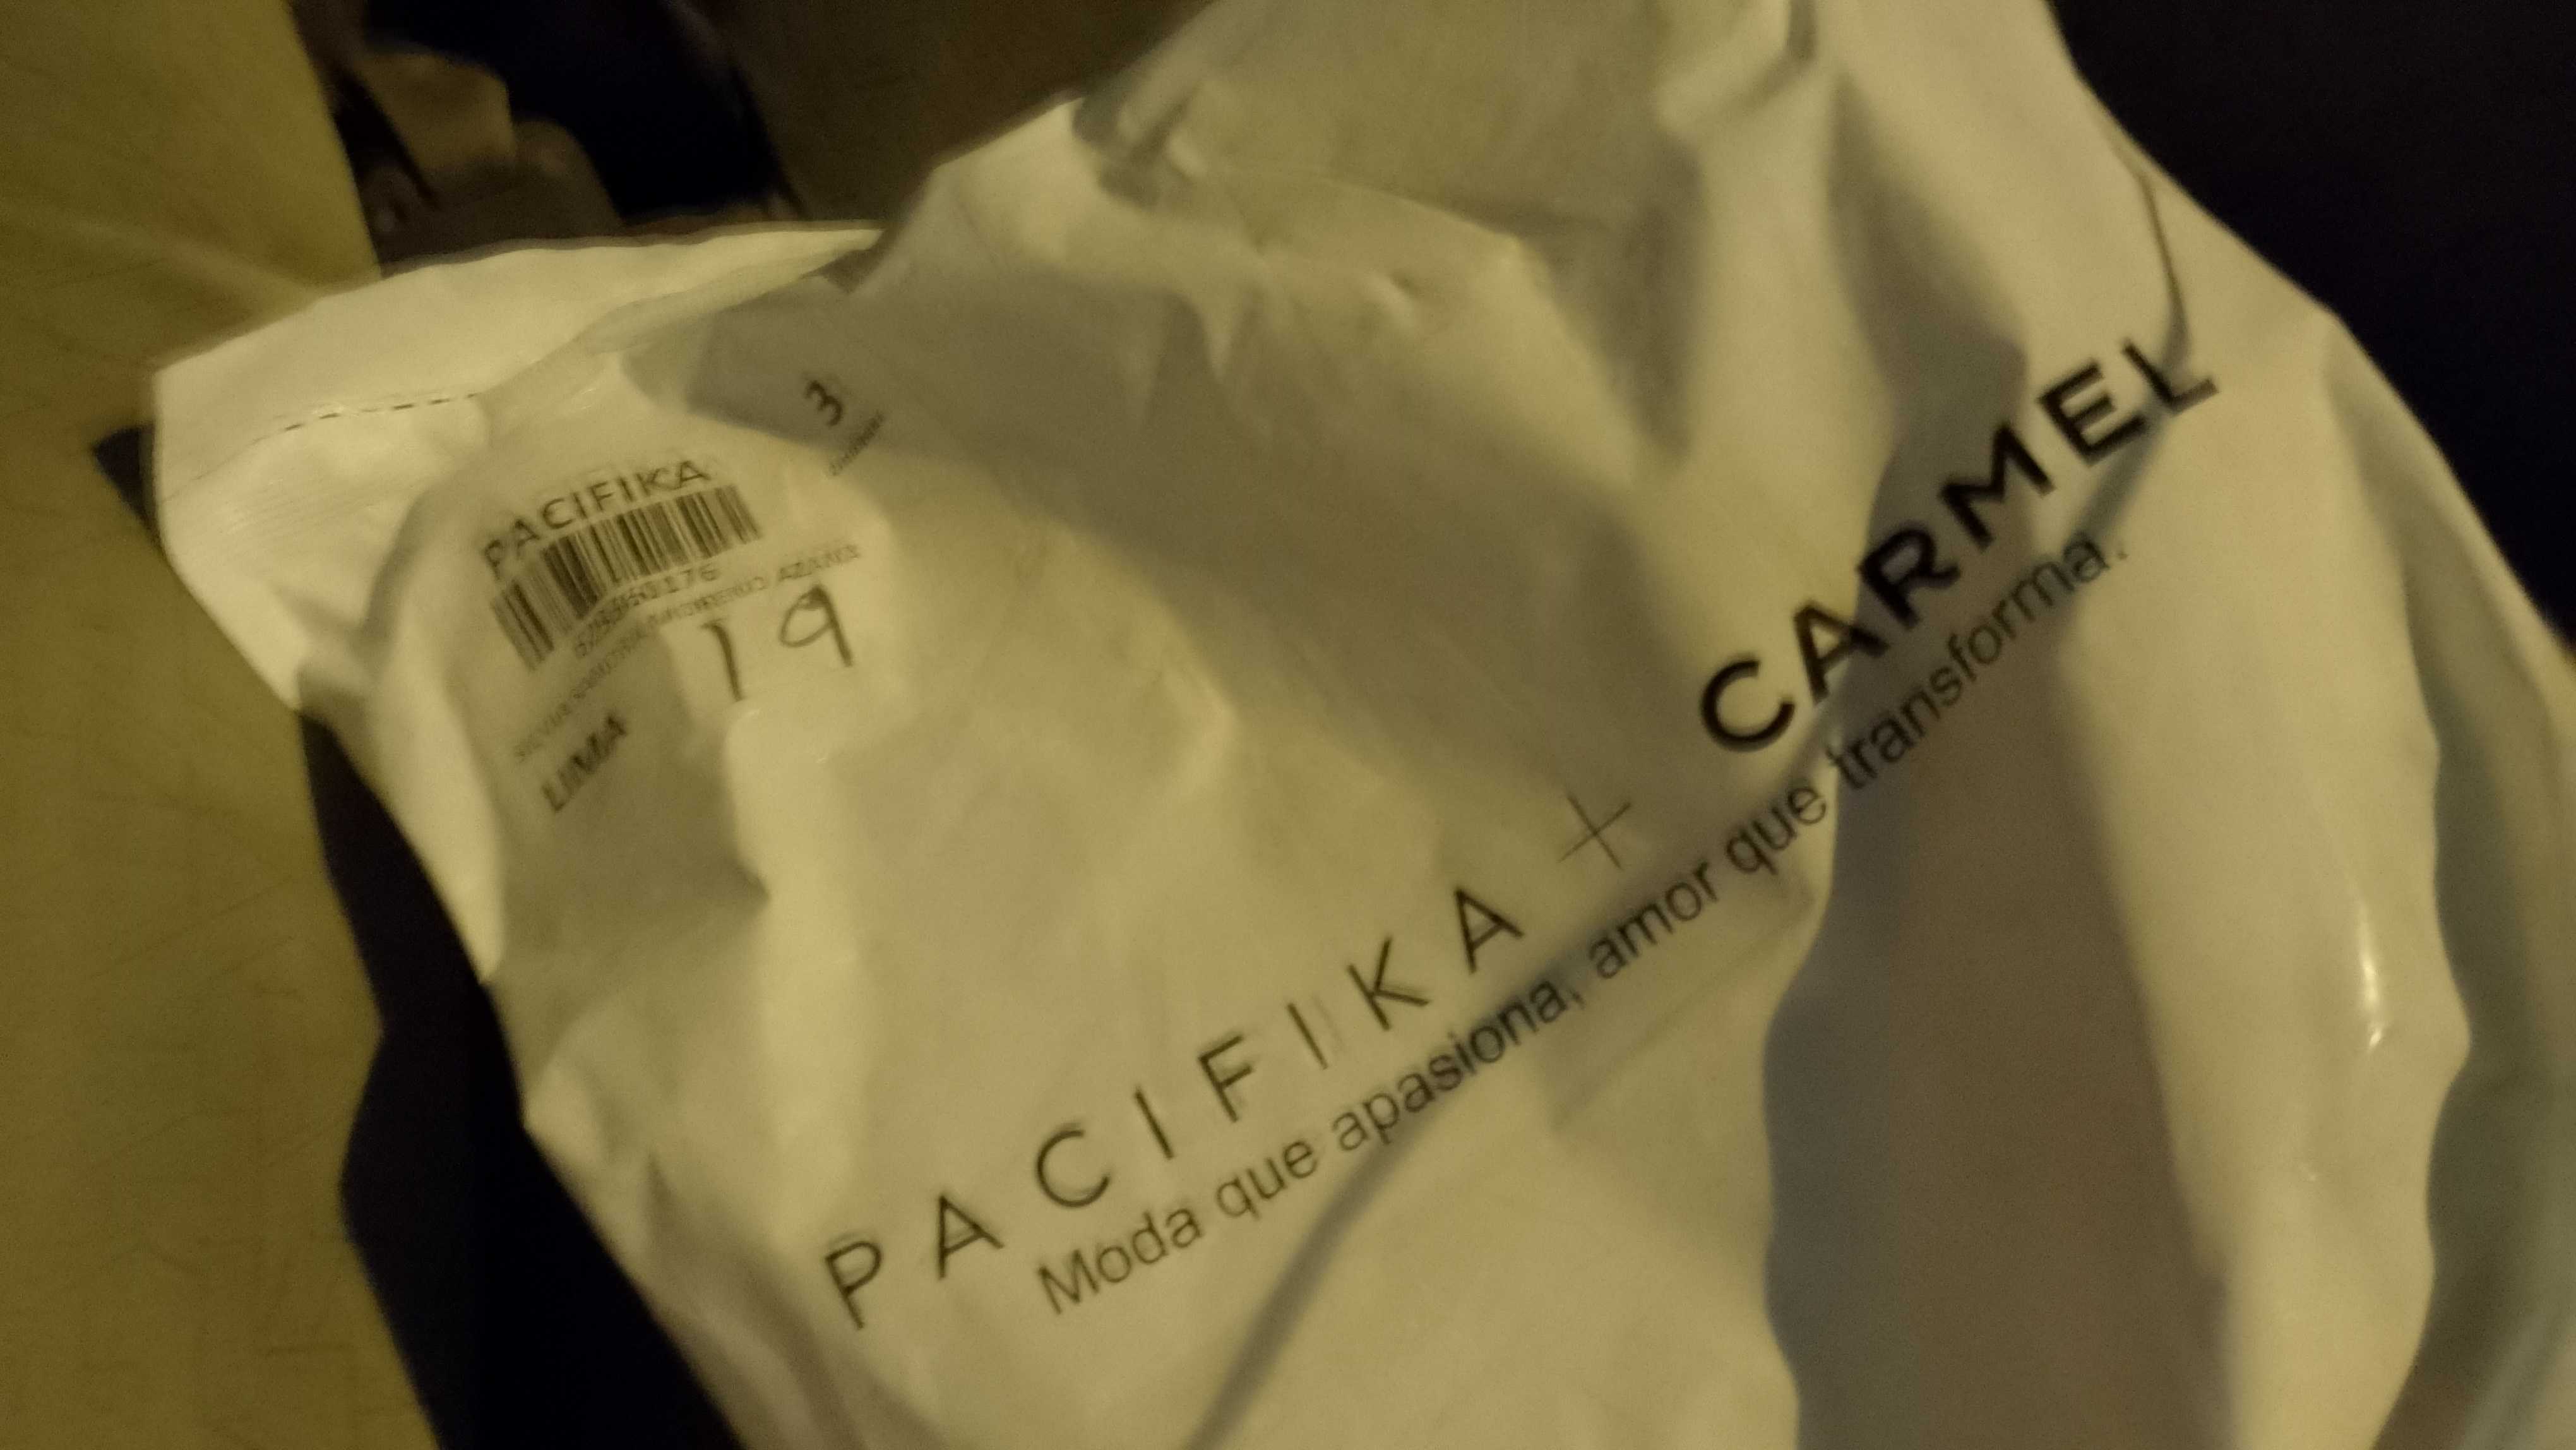 3
PACIFIKA
19
LIMA
PACIFIKA + CARMEL
Moda que apasiona, amor que transforma.